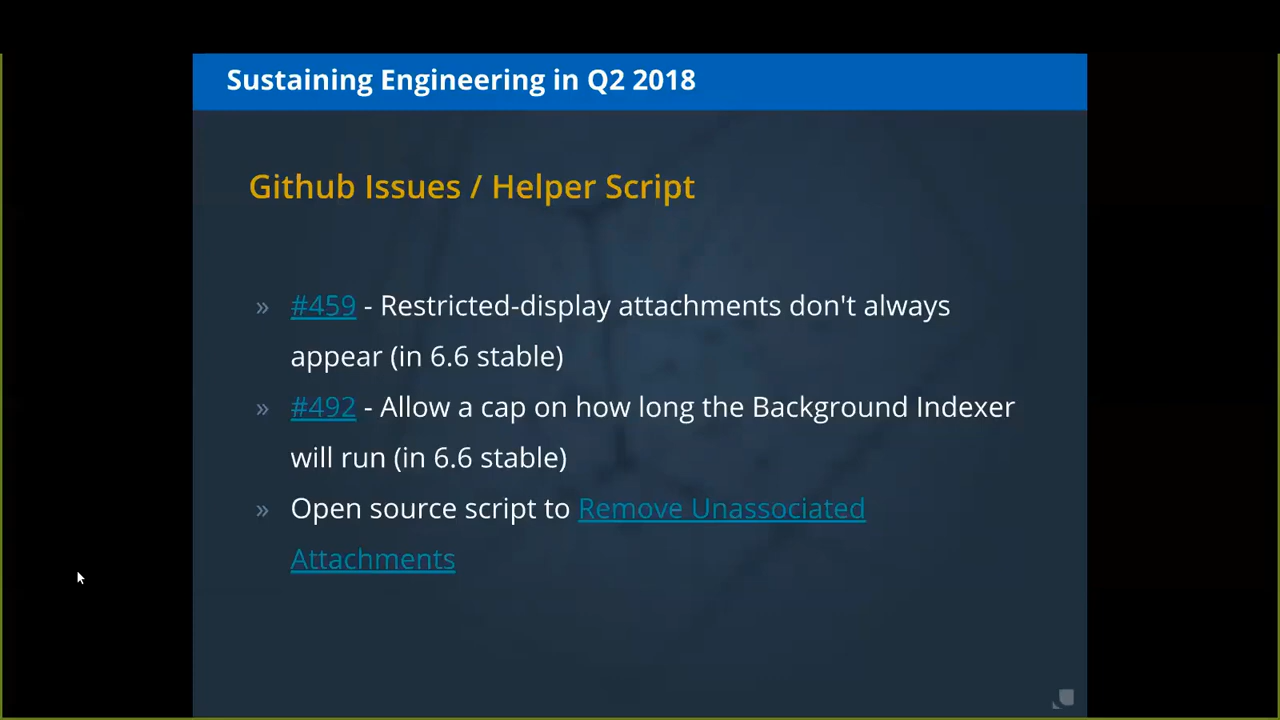 Sustaining Engineering in Q2 2018
Github Issues / Helper Script
» #459 - Restricted-display attachments don't always
appear (in 6.6 stable)
» #492 - Allow a cap on how long the Background Indexer
will run (in 6.6 stable)
» Open source script to Remove Unassociated
Attachments